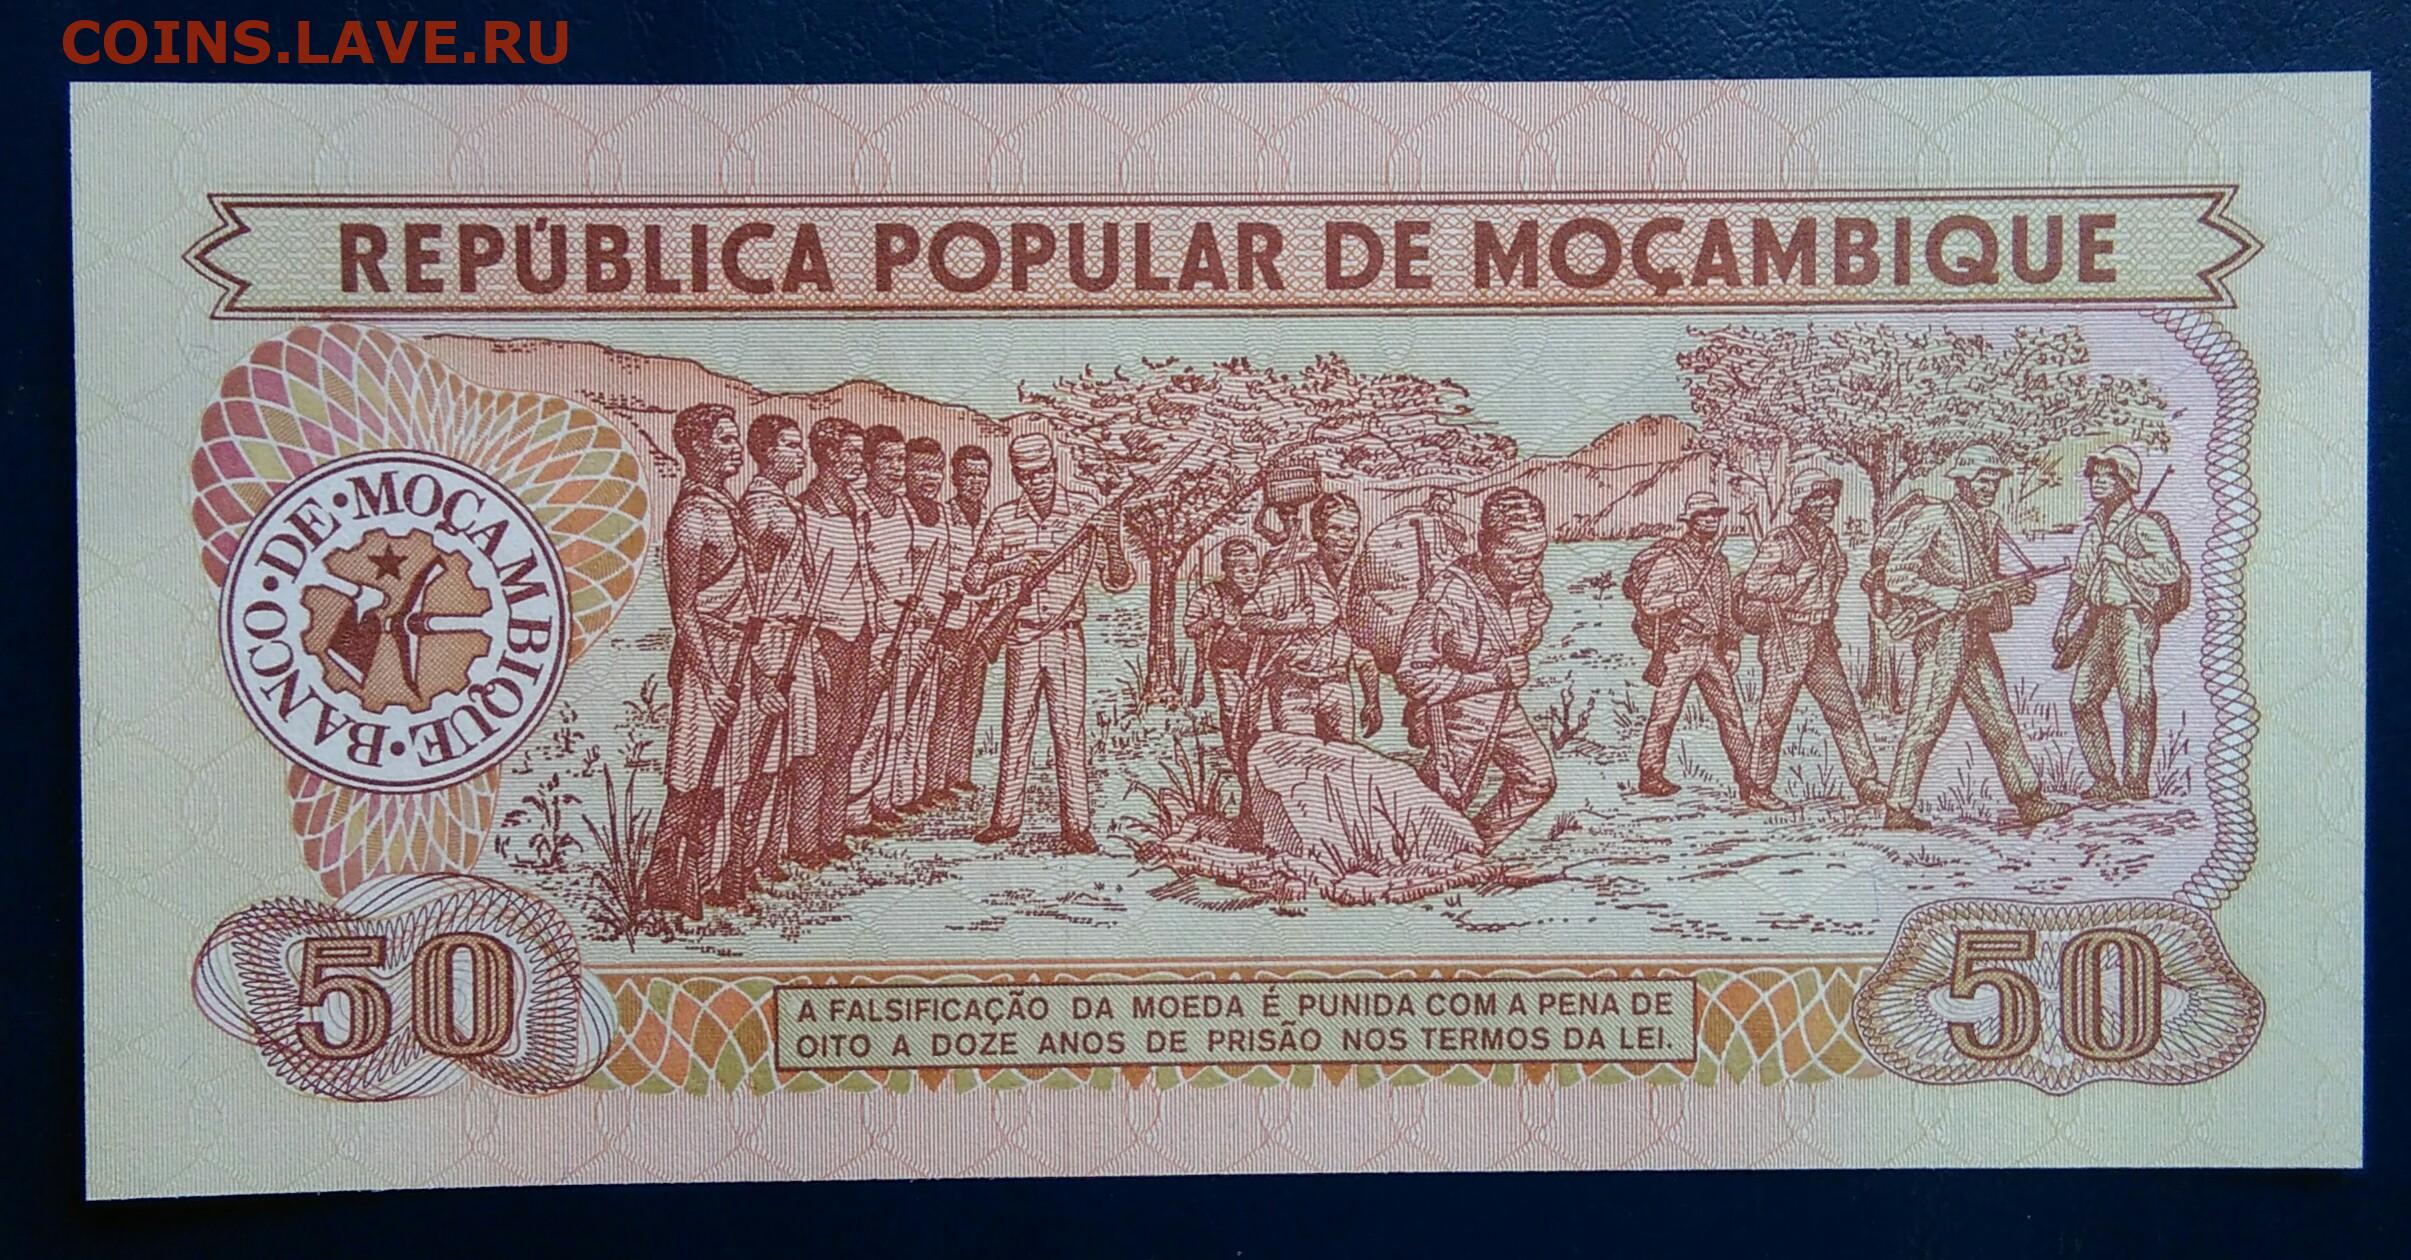 COINS.LAVE.RU
REPÚBLICA POPULAR DE MOÇAMBIQUE
BANCO·DE·MOÇAMBIQUE·
50
A FALSIFICAÇÃO DA MOEDA É PUNIDA COM A PENA DE
OITO A DOZE ANOS DE PRISÃO NOS TERMOS DA LEI.
50